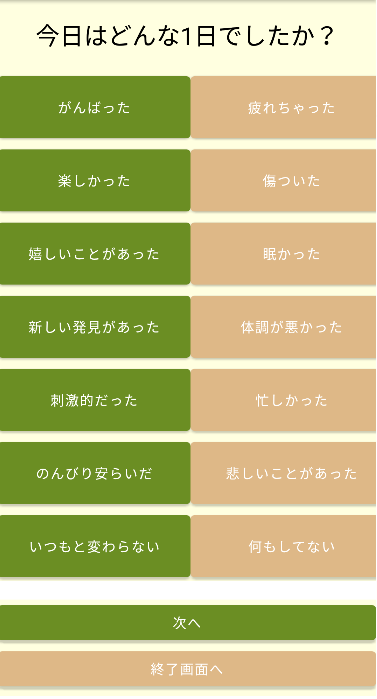 今日はどんな1日でしたか？
がんばった
疲れちゃった
楽しかった
傷ついた
嬉しいことがあった
眠かった
新しい発見があった
体調が悪かった
刺激的だった
忙しかった
のんびり安らいだ
悲しいことがあった
いつもと変わらない
何もしてない
次へ
終了画面へ